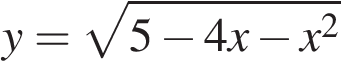 y = √(5 − 4x − x²)